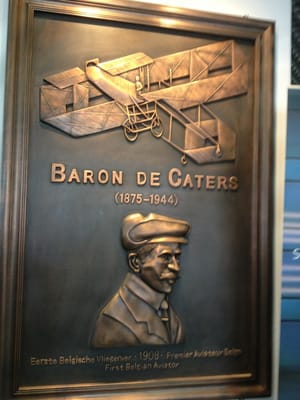 BARON DE CATERS
(1875-1944)
Eerste Belgische Vliegenier · 1908 · Premier Aviateur Belge
First Belgian Aviator